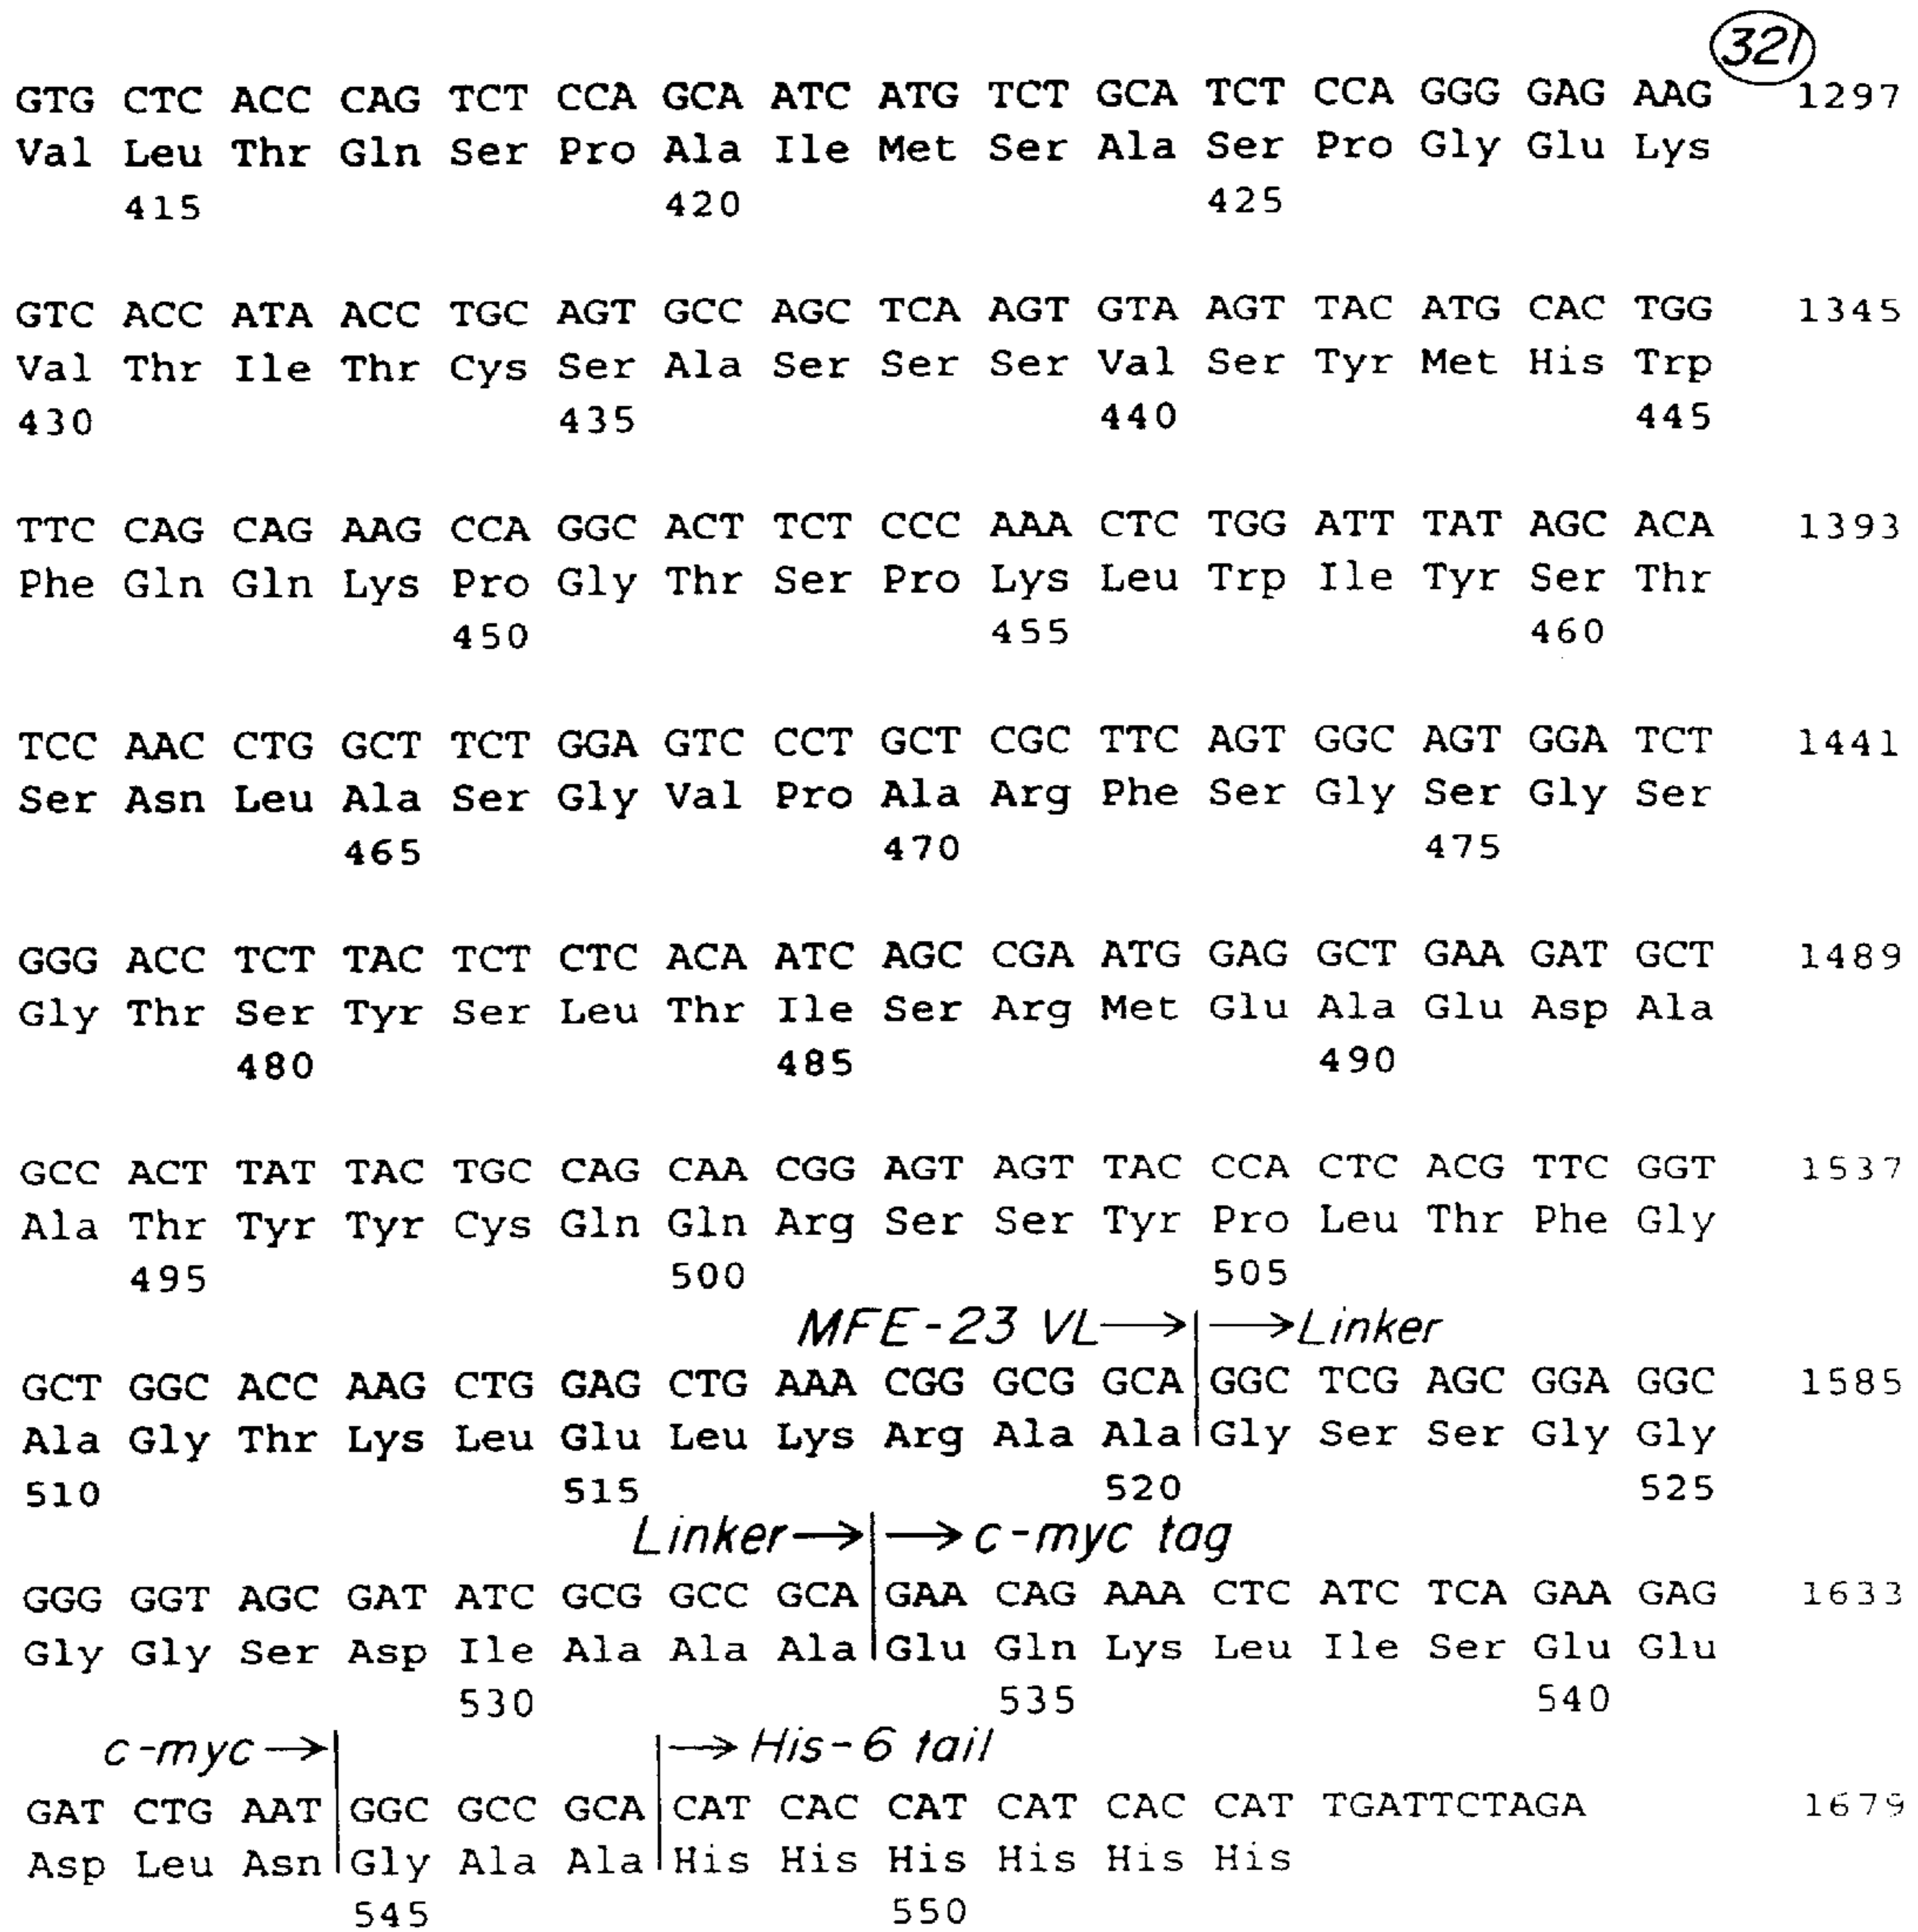 321
GTG CTC ACC CAG TCT CCA GCA ATC ATG TCT GCA TCT CCA GGG GAG AAG 1297
Val Leu Thr Gln Ser Pro Ala Ile Met Ser Ala Ser Pro Gly Glu Lys
415 420 425
GTC ACC ATA ACC TGC AGT GCC AGC TCA AGT GTA AGT TAC ATG CAC TGG 1345
Val Thr Ile Thr Cys Ser Ala Ser Ser Ser Val Ser Tyr Met His Trp
430 435 440 445
TTC CAG CAG AAG CCA GGC ACT TCT CCC AAA CTC TGG ATT TAT AGC ACA 1393
Phe Gln Gln Lys Pro Gly Thr Ser Pro Lys Leu Trp Ile Tyr Ser Thr
450 455 460
TCC AAC CTG GCT TCT GGA GTC CCT GCT CGC TTC AGT GGC AGT GGA TCT 1441
Ser Asn Leu Ala Ser Gly Val Pro Ala Arg Phe Ser Gly Ser Gly Ser
465 470 475
GGG ACC TCT TAC TCT CTC ACA ATC AGC CGA ATG GAG GCT GAA GAT GCT 1489
Gly Thr Ser Tyr Ser Leu Thr Ile Ser Arg Met Glu Ala Glu Asp Ala
480 485 490
GCC ACT TAT TAC TGC CAG CAA CGG AGT AGT TAC CCA CTC ACG TTC GGT 1537
Ala Thr Tyr Tyr Cys Gln Gln Arg Ser Ser Tyr Pro Leu Thr Phe Gly
495 500 505
MFE-23 VL→|→Linker
GCT GGC ACC AAG CTG GAG CTG AAA CGG GCG GCA GGC TCG AGC GGA GGC 1585
Ala Gly Thr Lys Leu Glu Leu Lys Arg Ala Ala Gly Ser Ser Gly Gly
510 515 520 525
Linker→|→c-myc tag
GGG GGT AGC GAT ATC GCG GCC GCA GAA CAG AAA CTC ATC TCA GAA GAG 1633
Gly Gly Ser Asp Ile Ala Ala Ala Glu Gln Lys Leu Ile Ser Glu Glu
530 535 540
c-myc→| |→His-6 tail
GAT CTG AAT GGC GCC GCA CAT CAC CAT CAT CAC CAT TGATTCTAGA 1679
Asp Leu Asn Gly Ala Ala His His His His His His
545 550